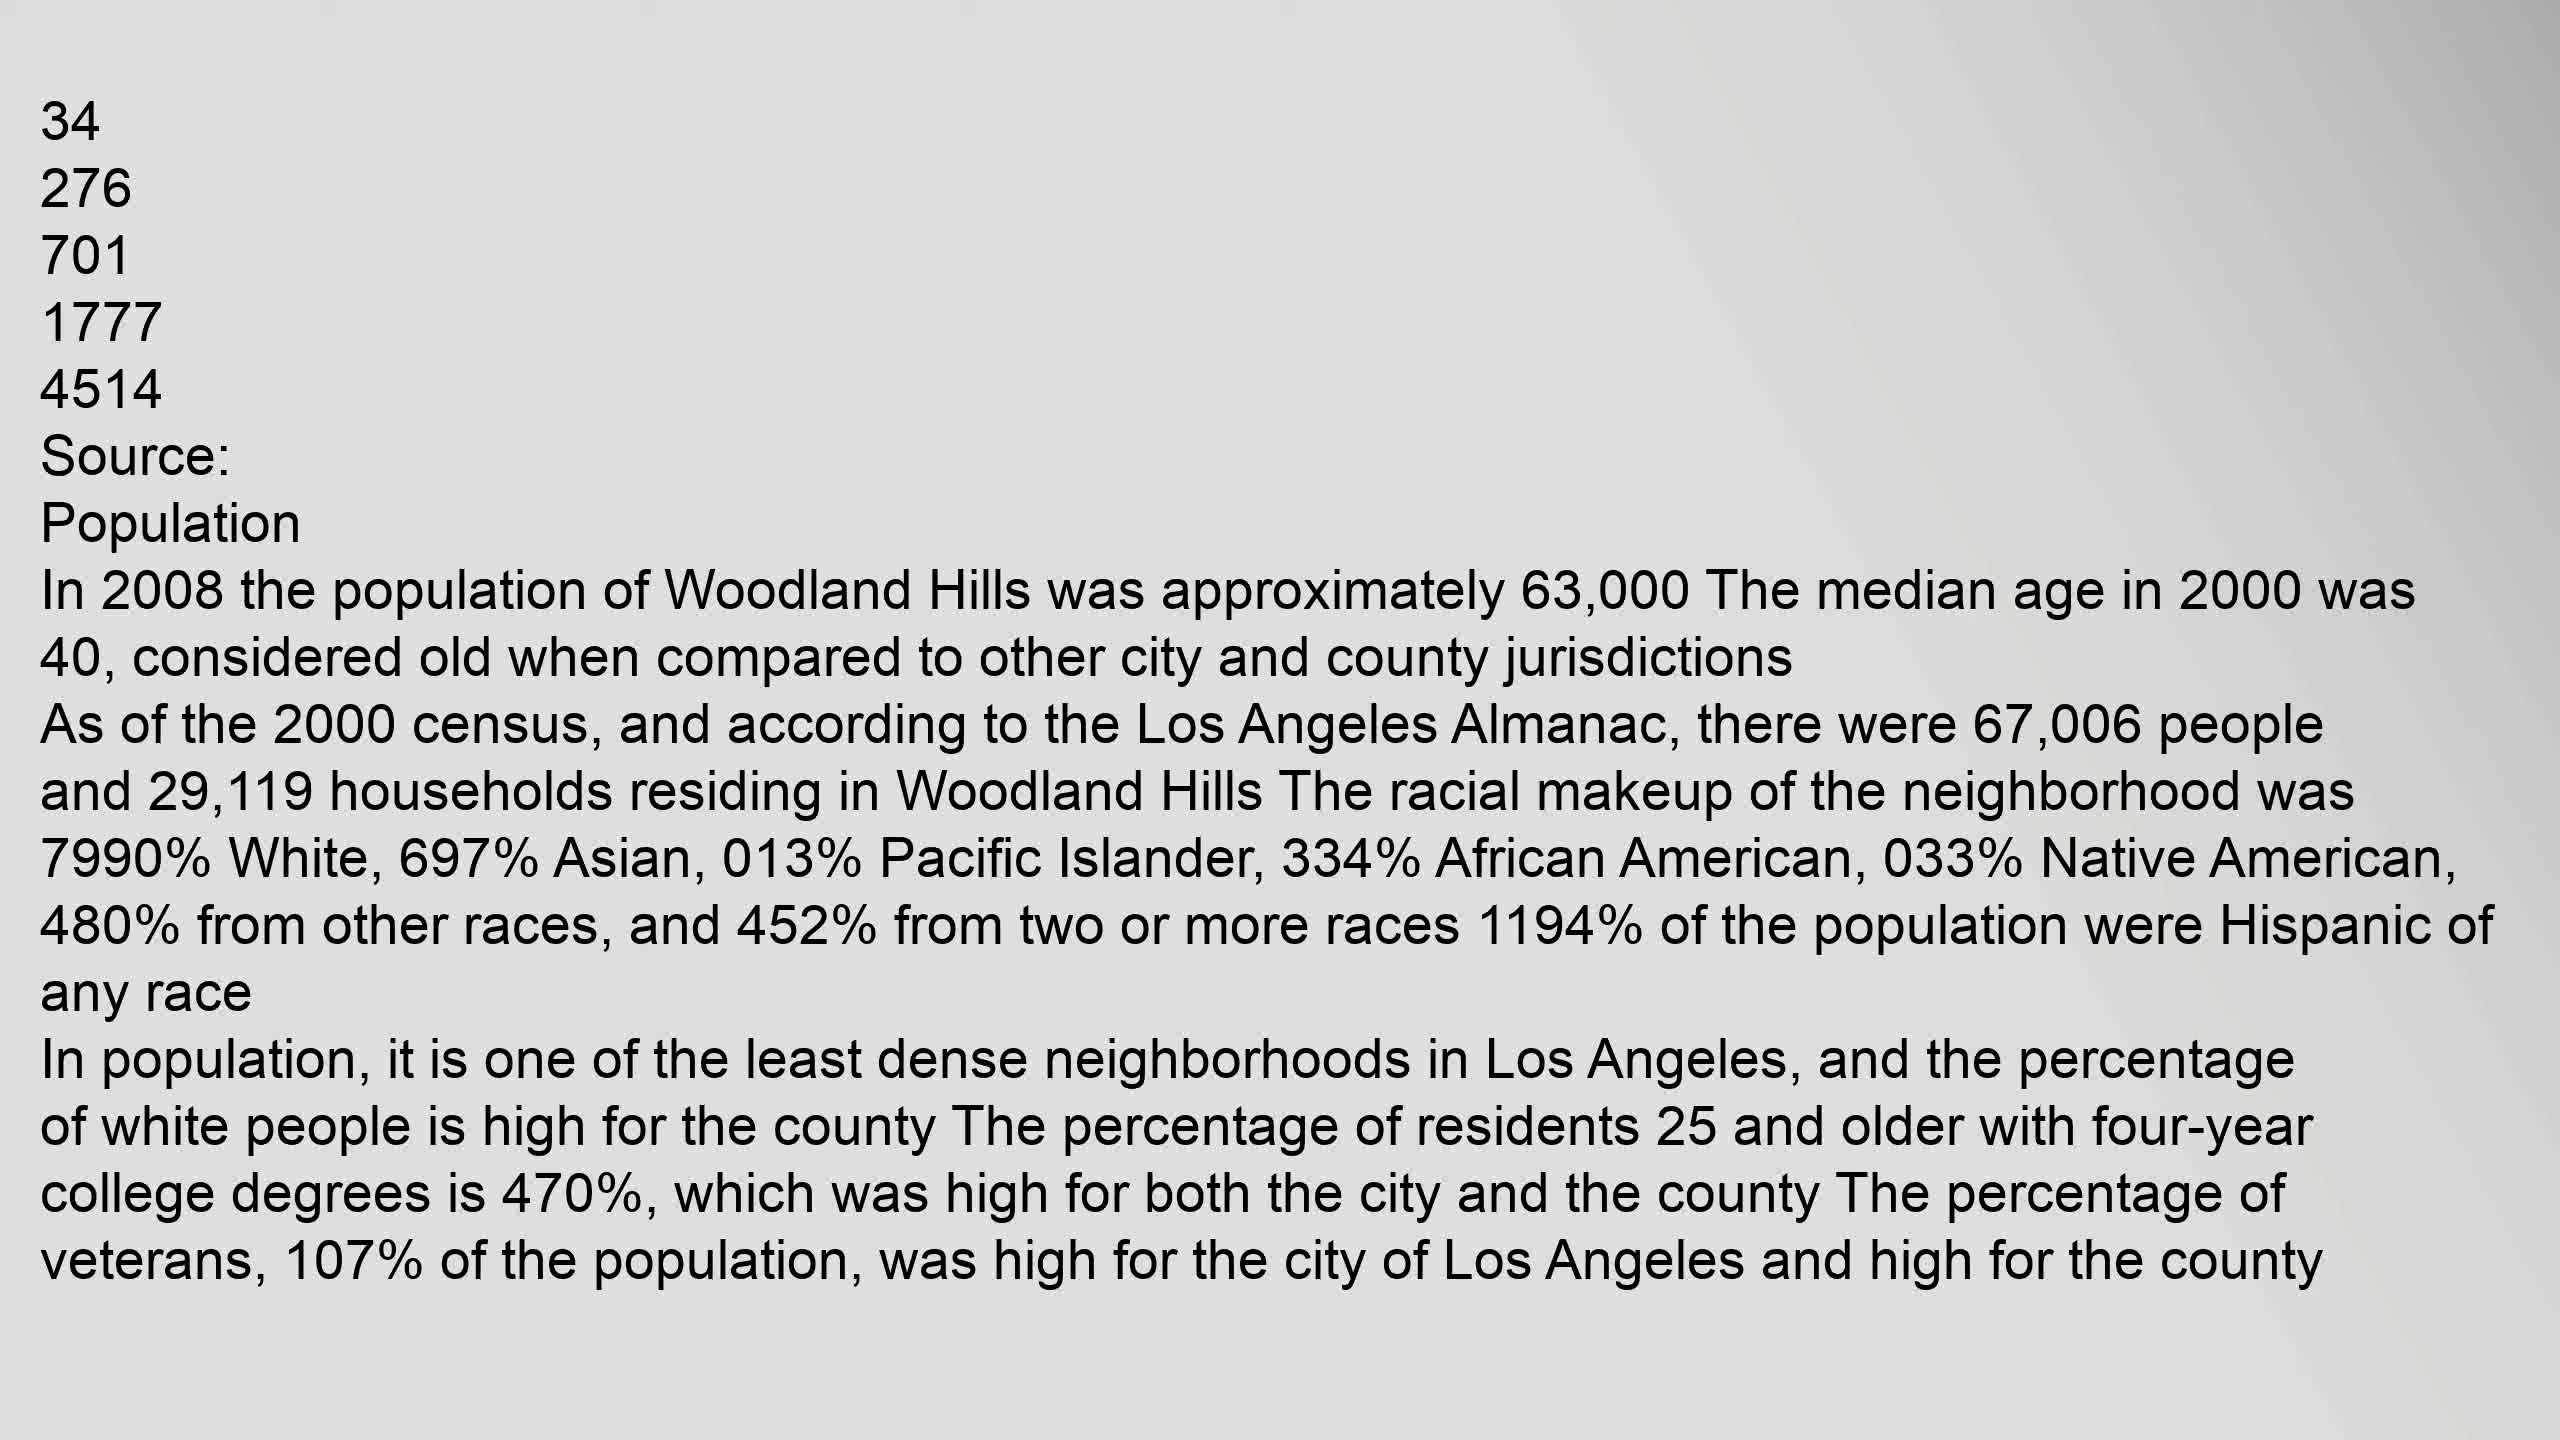 34
276
701
1777
4514
Source:
Population
In 2008 the population of Woodland Hills was approximately 63,000 The median age in 2000 was
40, considered old when compared to other city and county jurisdictions
As of the 2000 census, and according to the Los Angeles Almanac, there were 67,006 people
and 29,119 households residing in Woodland Hills The racial makeup of the neighborhood was
7990% White, 697% Asian, 013% Pacific Islander, 334% African American, 033% Native American,
480% from other races, and 452% from two or more races 1194% of the population were Hispanic of
any race
In population, it is one of the least dense neighborhoods in Los Angeles, and the percentage
of white people is high for the county The percentage of residents 25 and older with four-year
college degrees is 470%, which was high for both the city and the county The percentage of
veterans, 107% of the population, was high for the city of Los Angeles and high for the county